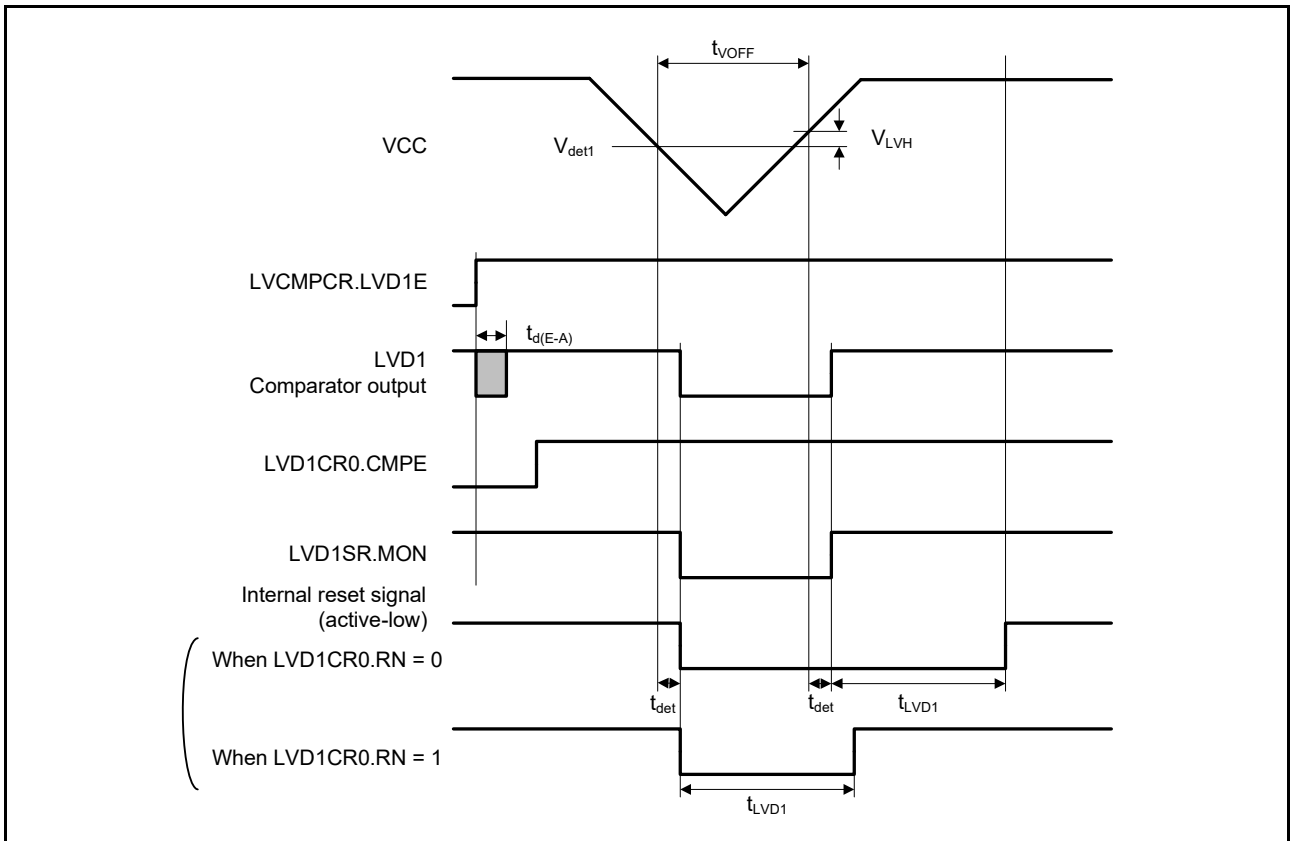 tVOFF
VCC
Vdet1
VLVH
LVCMPCR.LVD1E
td(E-A)
LVD1
Comparator output
LVD1CR0.CMPE
LVD1SR.MON
Internal reset signal
(active-low)
When LVD1CR0.RN = 0
tdet
tdet
tLVD1
When LVD1CR0.RN = 1
tLVD1